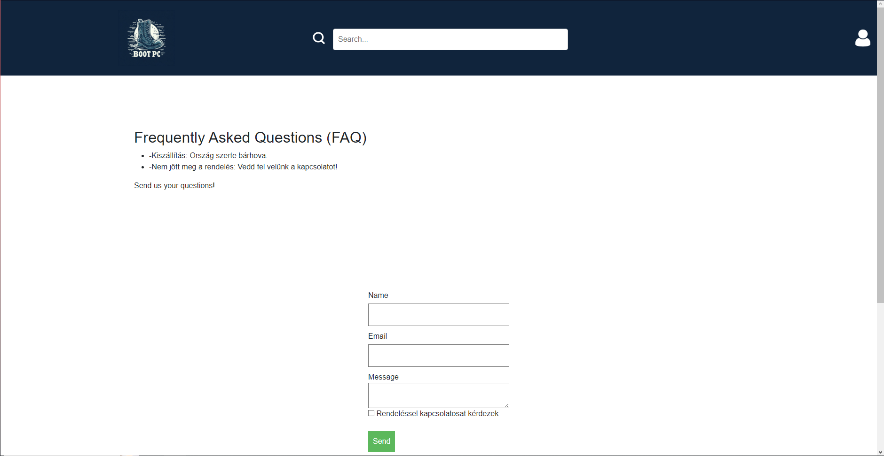 BOOT PC
Search...
Frequently Asked Questions (FAQ)
-Kiszállítás: Ország szerte bárhova
-Nem jött meg a rendelés: Vedd fel velünk a kapcsolatot!
Send us your questions!
Name
Email
Message
Rendeléssel kapcsolatosat kérdezek
Send